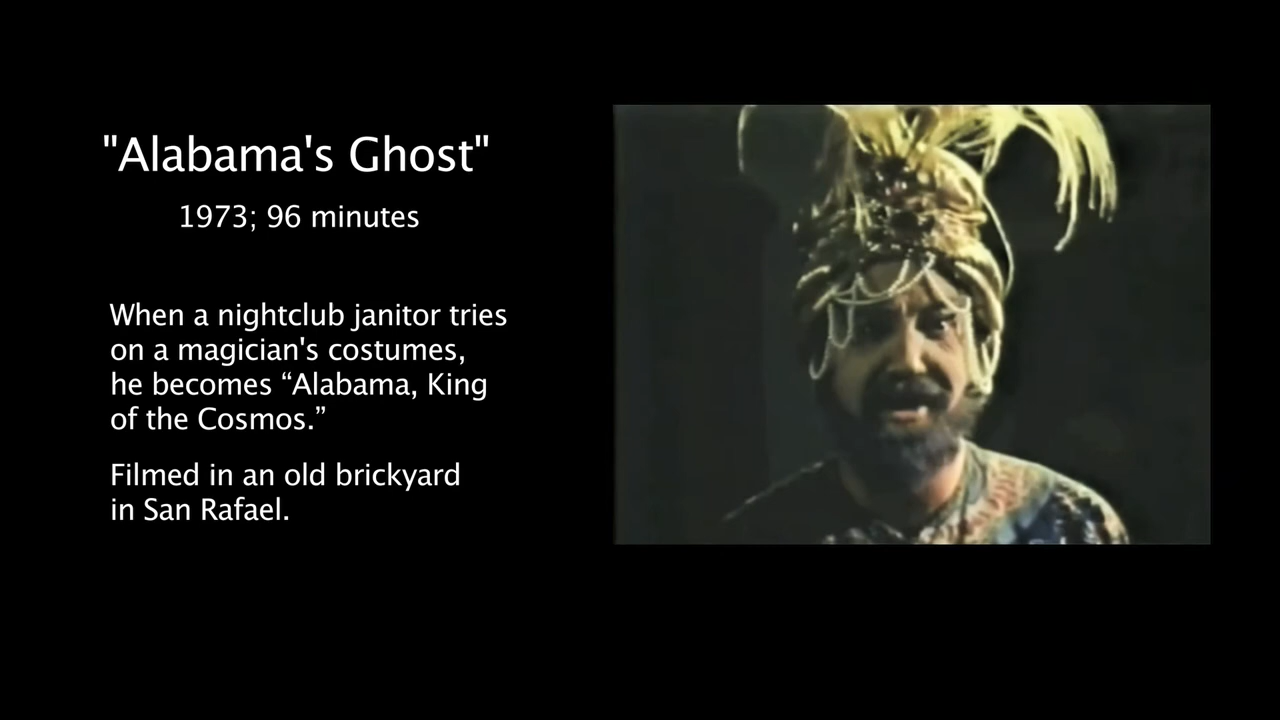 "Alabama's Ghost"
1973; 96 minutes
When a nightclub janitor tries
on a magician's costumes,
he becomes “Alabama, King
of the Cosmos.”
Filmed in an old brickyard
in San Rafael.